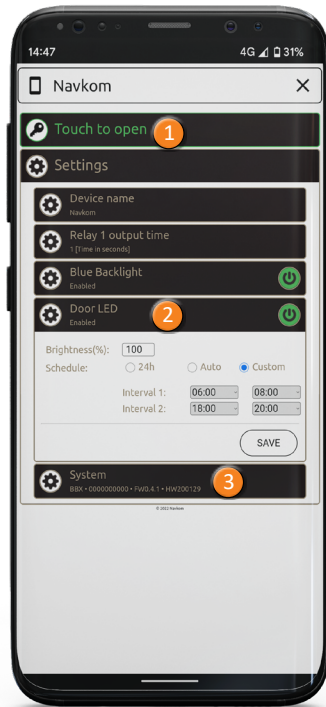 14:47 4G 31%
Navkom
Touch to open 1
Settings
Device name
Navkom
Relay 1 output time
1 [Time in seconds]
Blue Backlight
Enabled
Door LED 2
Enabled
Brightness(%): 100
Schedule: 24h Auto Custom
Interval 1: 06:00 08:00
Interval 2: 18:00 20:00
SAVE
System 3
BBX • 0000000000 • FW0.4.1 • HW200129
© 2022 Navkom